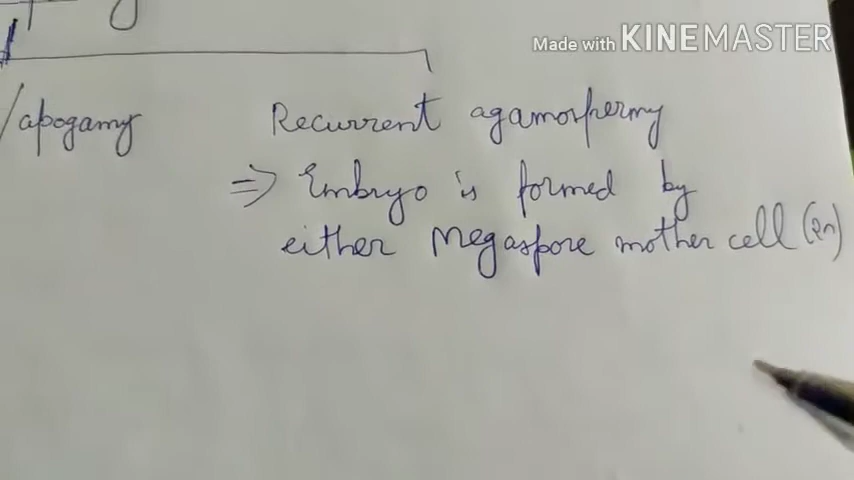 Made with KINEMASTER
/apogamy
Recurrent agamospermy
⇒ Embryo is formed by
either Megaspore mother cell (2n)